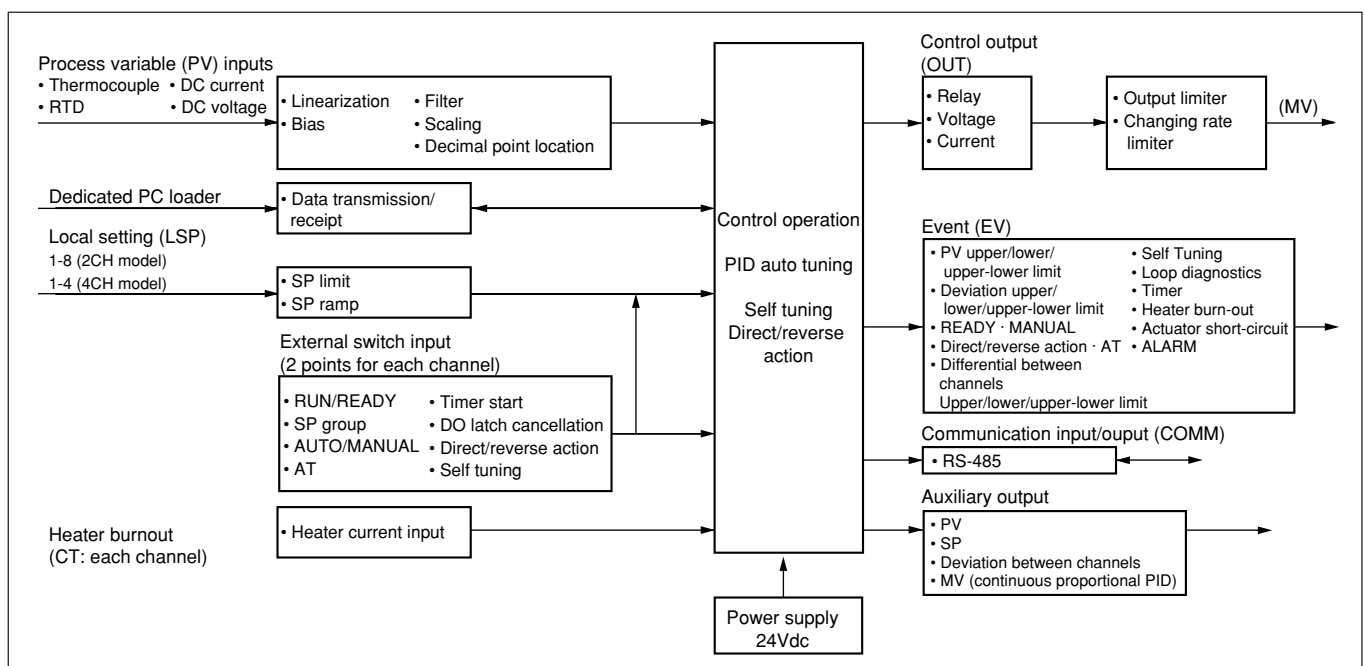 Process variable (PV) inputs
• Thermocouple • DC current
• RTD • DC voltage
• Linearization • Filter
• Bias • Scaling
• Decimal point location
Dedicated PC loader
• Data transmission/
receipt
Local setting (LSP)
1-8 (2CH model)
1-4 (4CH model)
• SP limit
• SP ramp
External switch input
(2 points for each channel)
• RUN/READY • Timer start
• SP group • DO latch cancellation
• AUTO/MANUAL • Direct/reverse action
• AT • Self tuning
Heater burnout
(CT: each channel)
• Heater current input
Control operation
PID auto tuning
Self tuning
Direct/reverse
action
Power supply
24Vdc
Control output
(OUT)
• Relay
• Voltage
• Current
• Output limiter
• Changing rate
limiter
(MV)
Event (EV)
• PV upper/lower/
upper-lower limit
• Deviation upper/
lower/upper-lower limit
• READY · MANUAL
• Direct/reverse action · AT
• Differential between
channels
Upper/lower/upper-lower limit
• Self Tuning
• Loop diagnostics
• Timer
• Heater burn-out
• Actuator short-circuit
• ALARM
Communication input/ouput (COMM)
• RS-485
Auxiliary output
• PV
• SP
• Deviation between channels
• MV (continuous proportional PID)